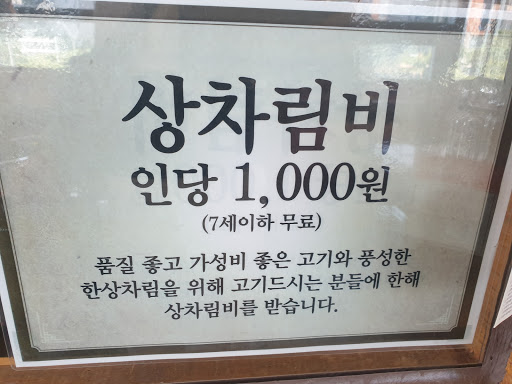 상차림비
인당 1,000원
(7세이하 무료)
품질 좋고 가성비 좋은 고기와 풍성한
한상차림을 위해 고기드시는 분들에 한해
상차림비를 받습니다.